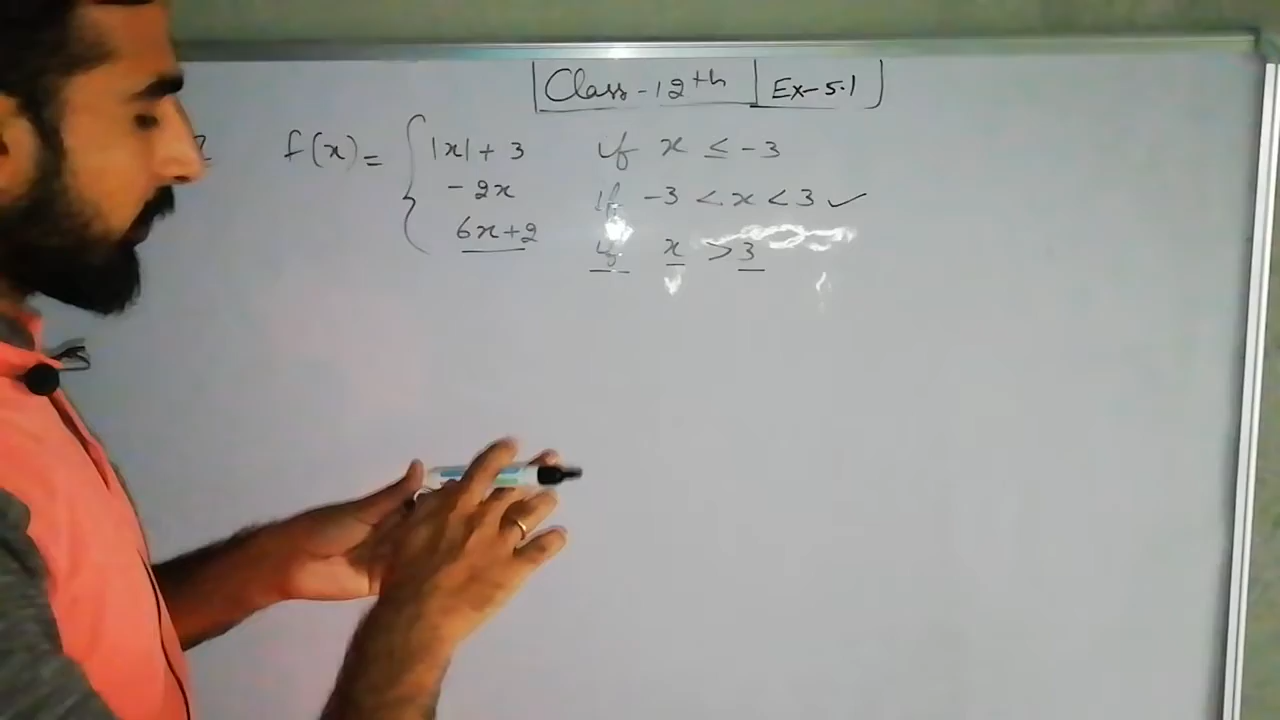 Class-12th | Ex-5.1
f(x) = { |x| + 3 if x ≤ -3
-2x if -3 < x < 3 ✓
6x+2 if x > 3